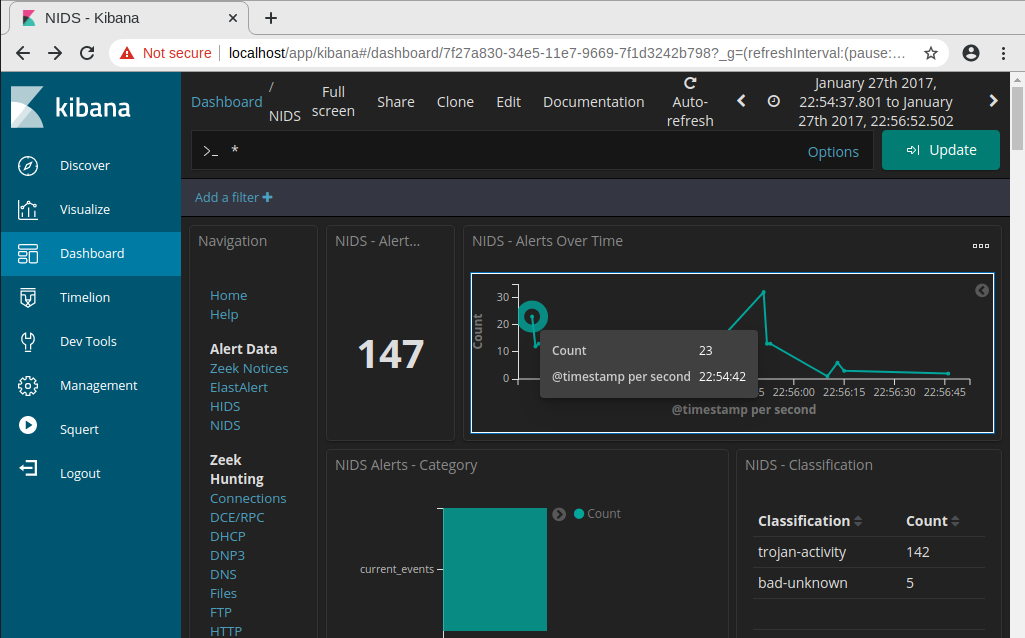 NIDS - Kibana
Not secure
localhost/app/kibana#/dashboard/7f27a830-34e5-11e7-9669-7f1d3242b798?_g=(refreshInterval:(pause:…
kibana
Discover
Visualize
Dashboard
Timelion
Dev Tools
Management
Squert
Logout
Dashboard
/
NIDS
Full
screen
Share
Clone
Edit
Documentation
Auto-
refresh
January 27th 2017,
22:54:37.801 to January
27th 2017, 22:56:52.502
>_ *
Options
Update
Add a filter +
Navigation
Home
Help
Alert Data
Zeek Notices
ElastAlert
HIDS
NIDS
Zeek
Hunting
Connections
DCE/RPC
DHCP
DNP3
DNS
Files
FTP
HTTP
NIDS - Alert...
147
NIDS - Alerts Over Time
Count
30
20
10
0
Count 23
@timestamp per second 22:54:42
5 22:56:00 22:56:15 22:56:30 22:56:45
@timestamp per second
NIDS Alerts - Category
current_events
Count
NIDS - Classification
Classification Count
trojan-activity 142
bad-unknown 5